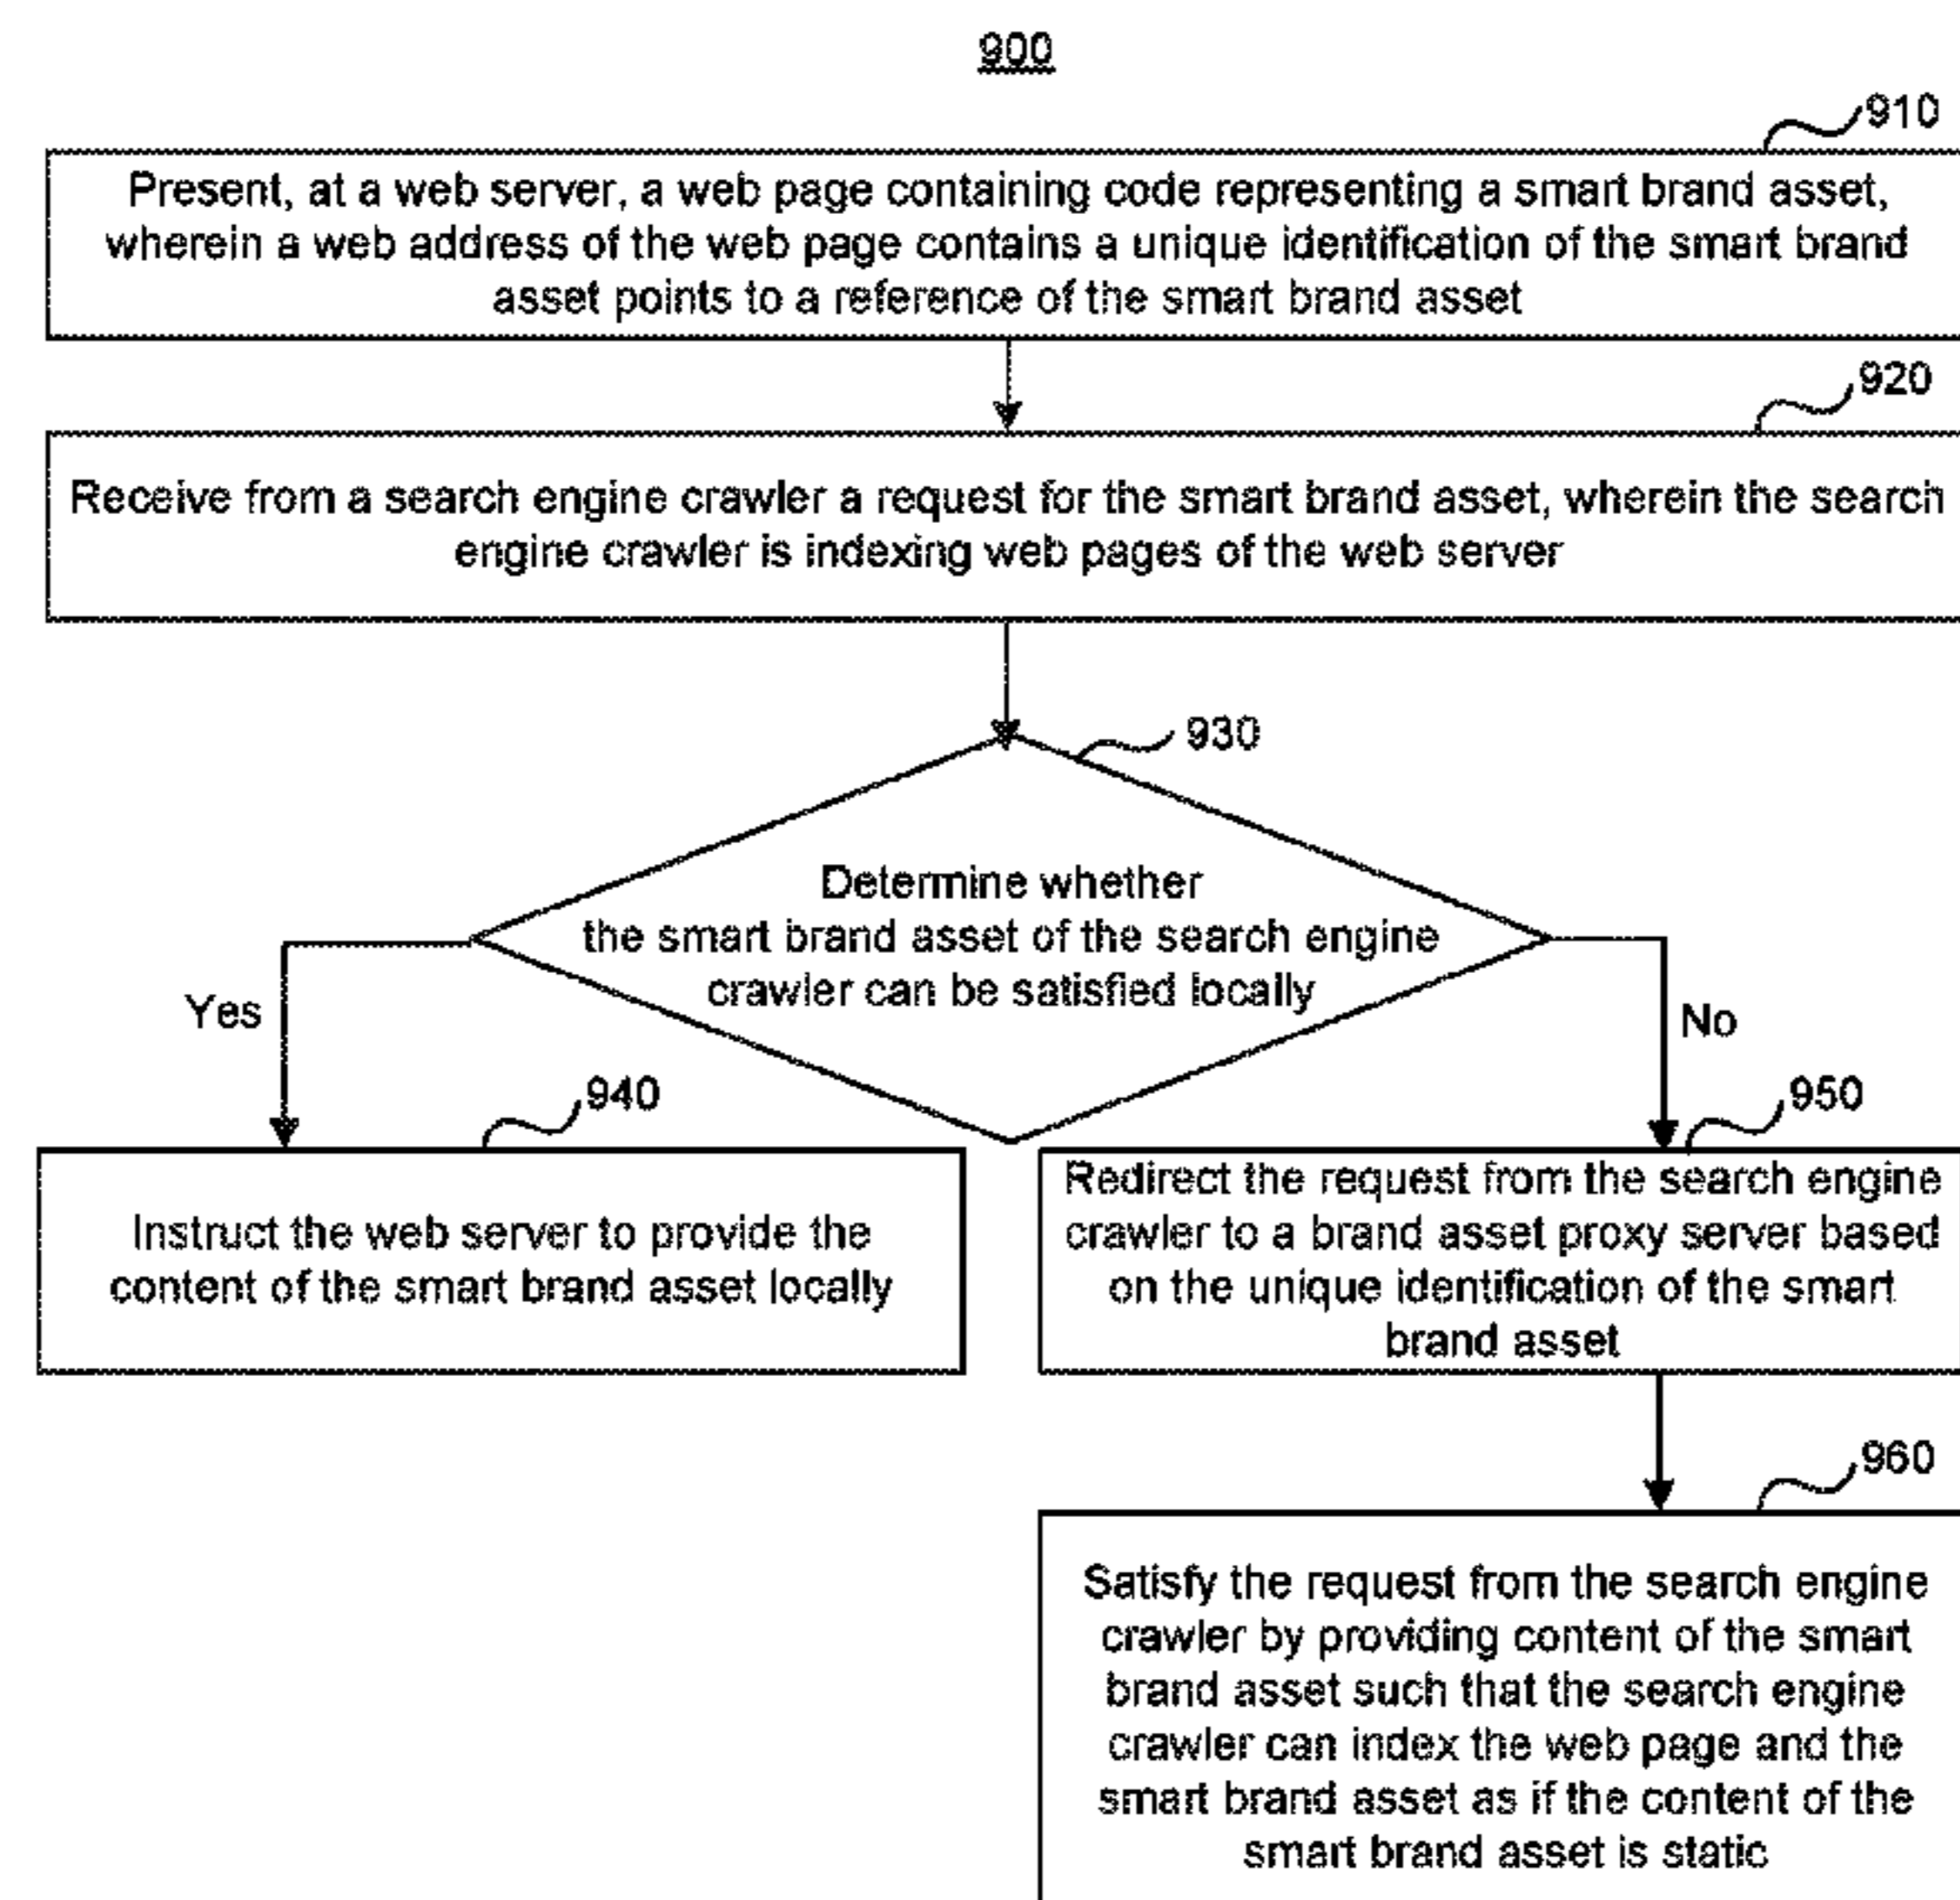 900
910
Present, at a web server, a web page containing code representing a smart brand asset,
wherein a web address of the web page contains a unique identification of the smart brand
asset points to a reference of the smart brand asset
920
Receive from a search engine crawler a request for the smart brand asset, wherein the search
engine crawler is indexing web pages of the web server
930
Determine whether
the smart brand asset of the search engine
crawler can be satisfied locally
Yes
No
940
Instruct the web server to provide the
content of the smart brand asset locally
950
Redirect the request from the search engine
crawler to a brand asset proxy server based
on the unique identification of the smart
brand asset
960
Satisfy the request from the search engine
crawler by providing content of the smart
brand asset such that the search engine
crawler can index the web page and the
smart brand asset as if the content of the
smart brand asset is static